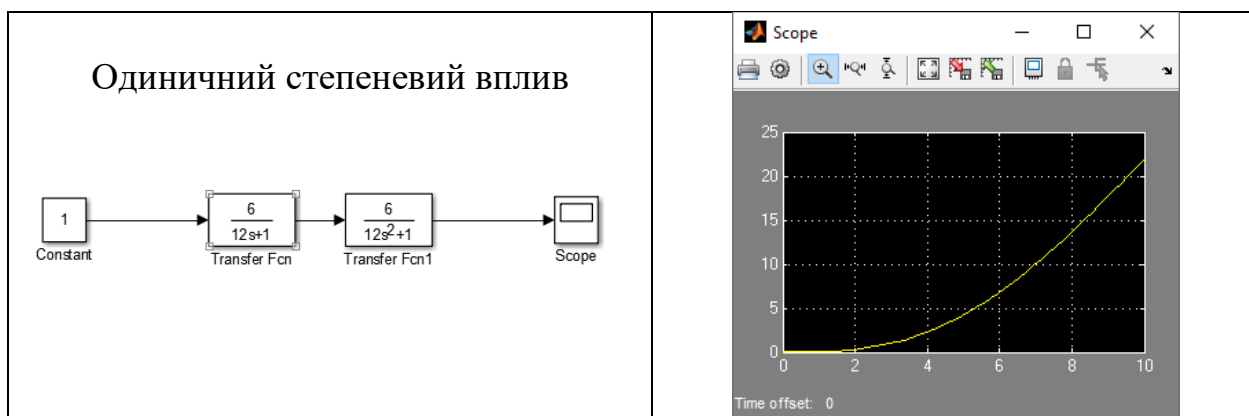 Одиничний степеневий вплив
1
Constant
6
12s+1
Transfer Fcn
6
12s2+1
Transfer Fcn1
Scope
Scope
25
20
15
10
5
0
0 2 4 6 8 10
Time offset: 0